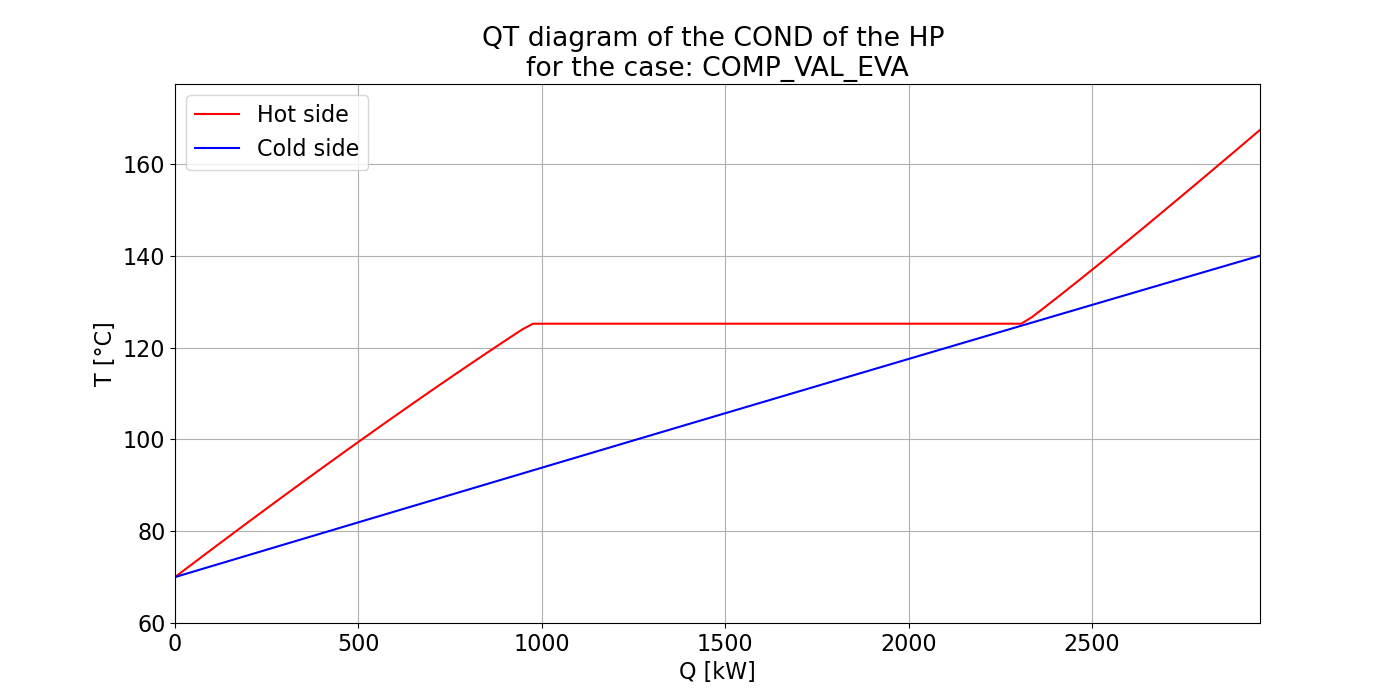 QT diagram of the COND of the HP
for the case: COMP_VAL_EVA
Hot side
Cold side
160
140
120
100
80
60
T [°C]
0
500
1000
1500
2000
2500
Q [kW]